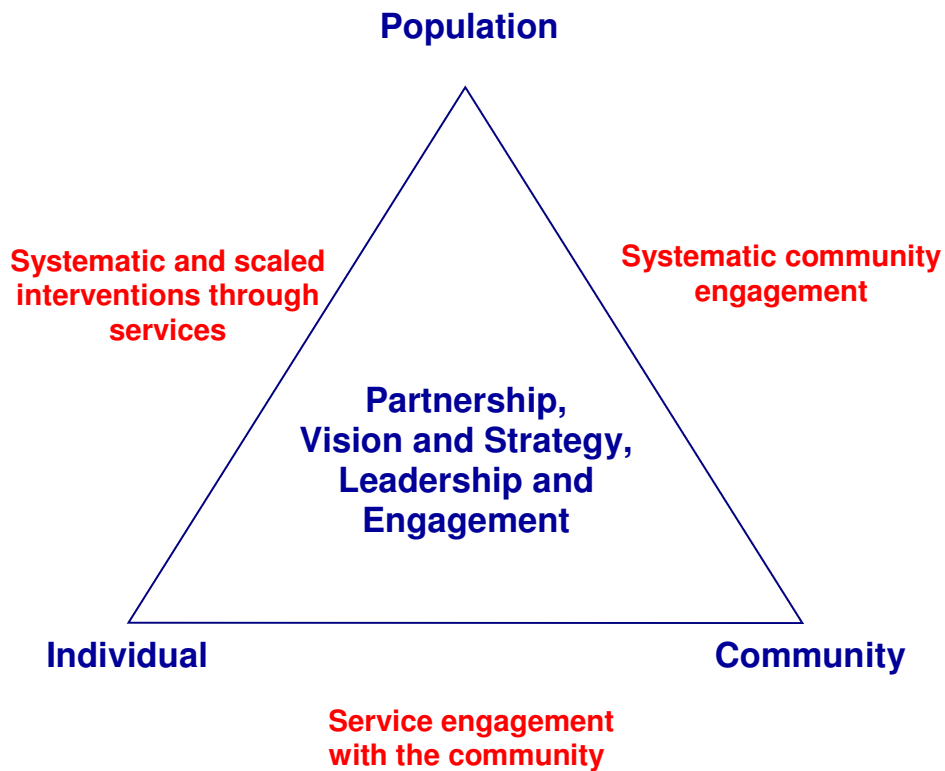 Population
Systematic and scaled
interventions through
services
Systematic community
engagement
Partnership,
Vision and Strategy,
Leadership and
Engagement
Individual
Community
Service engagement
with the community